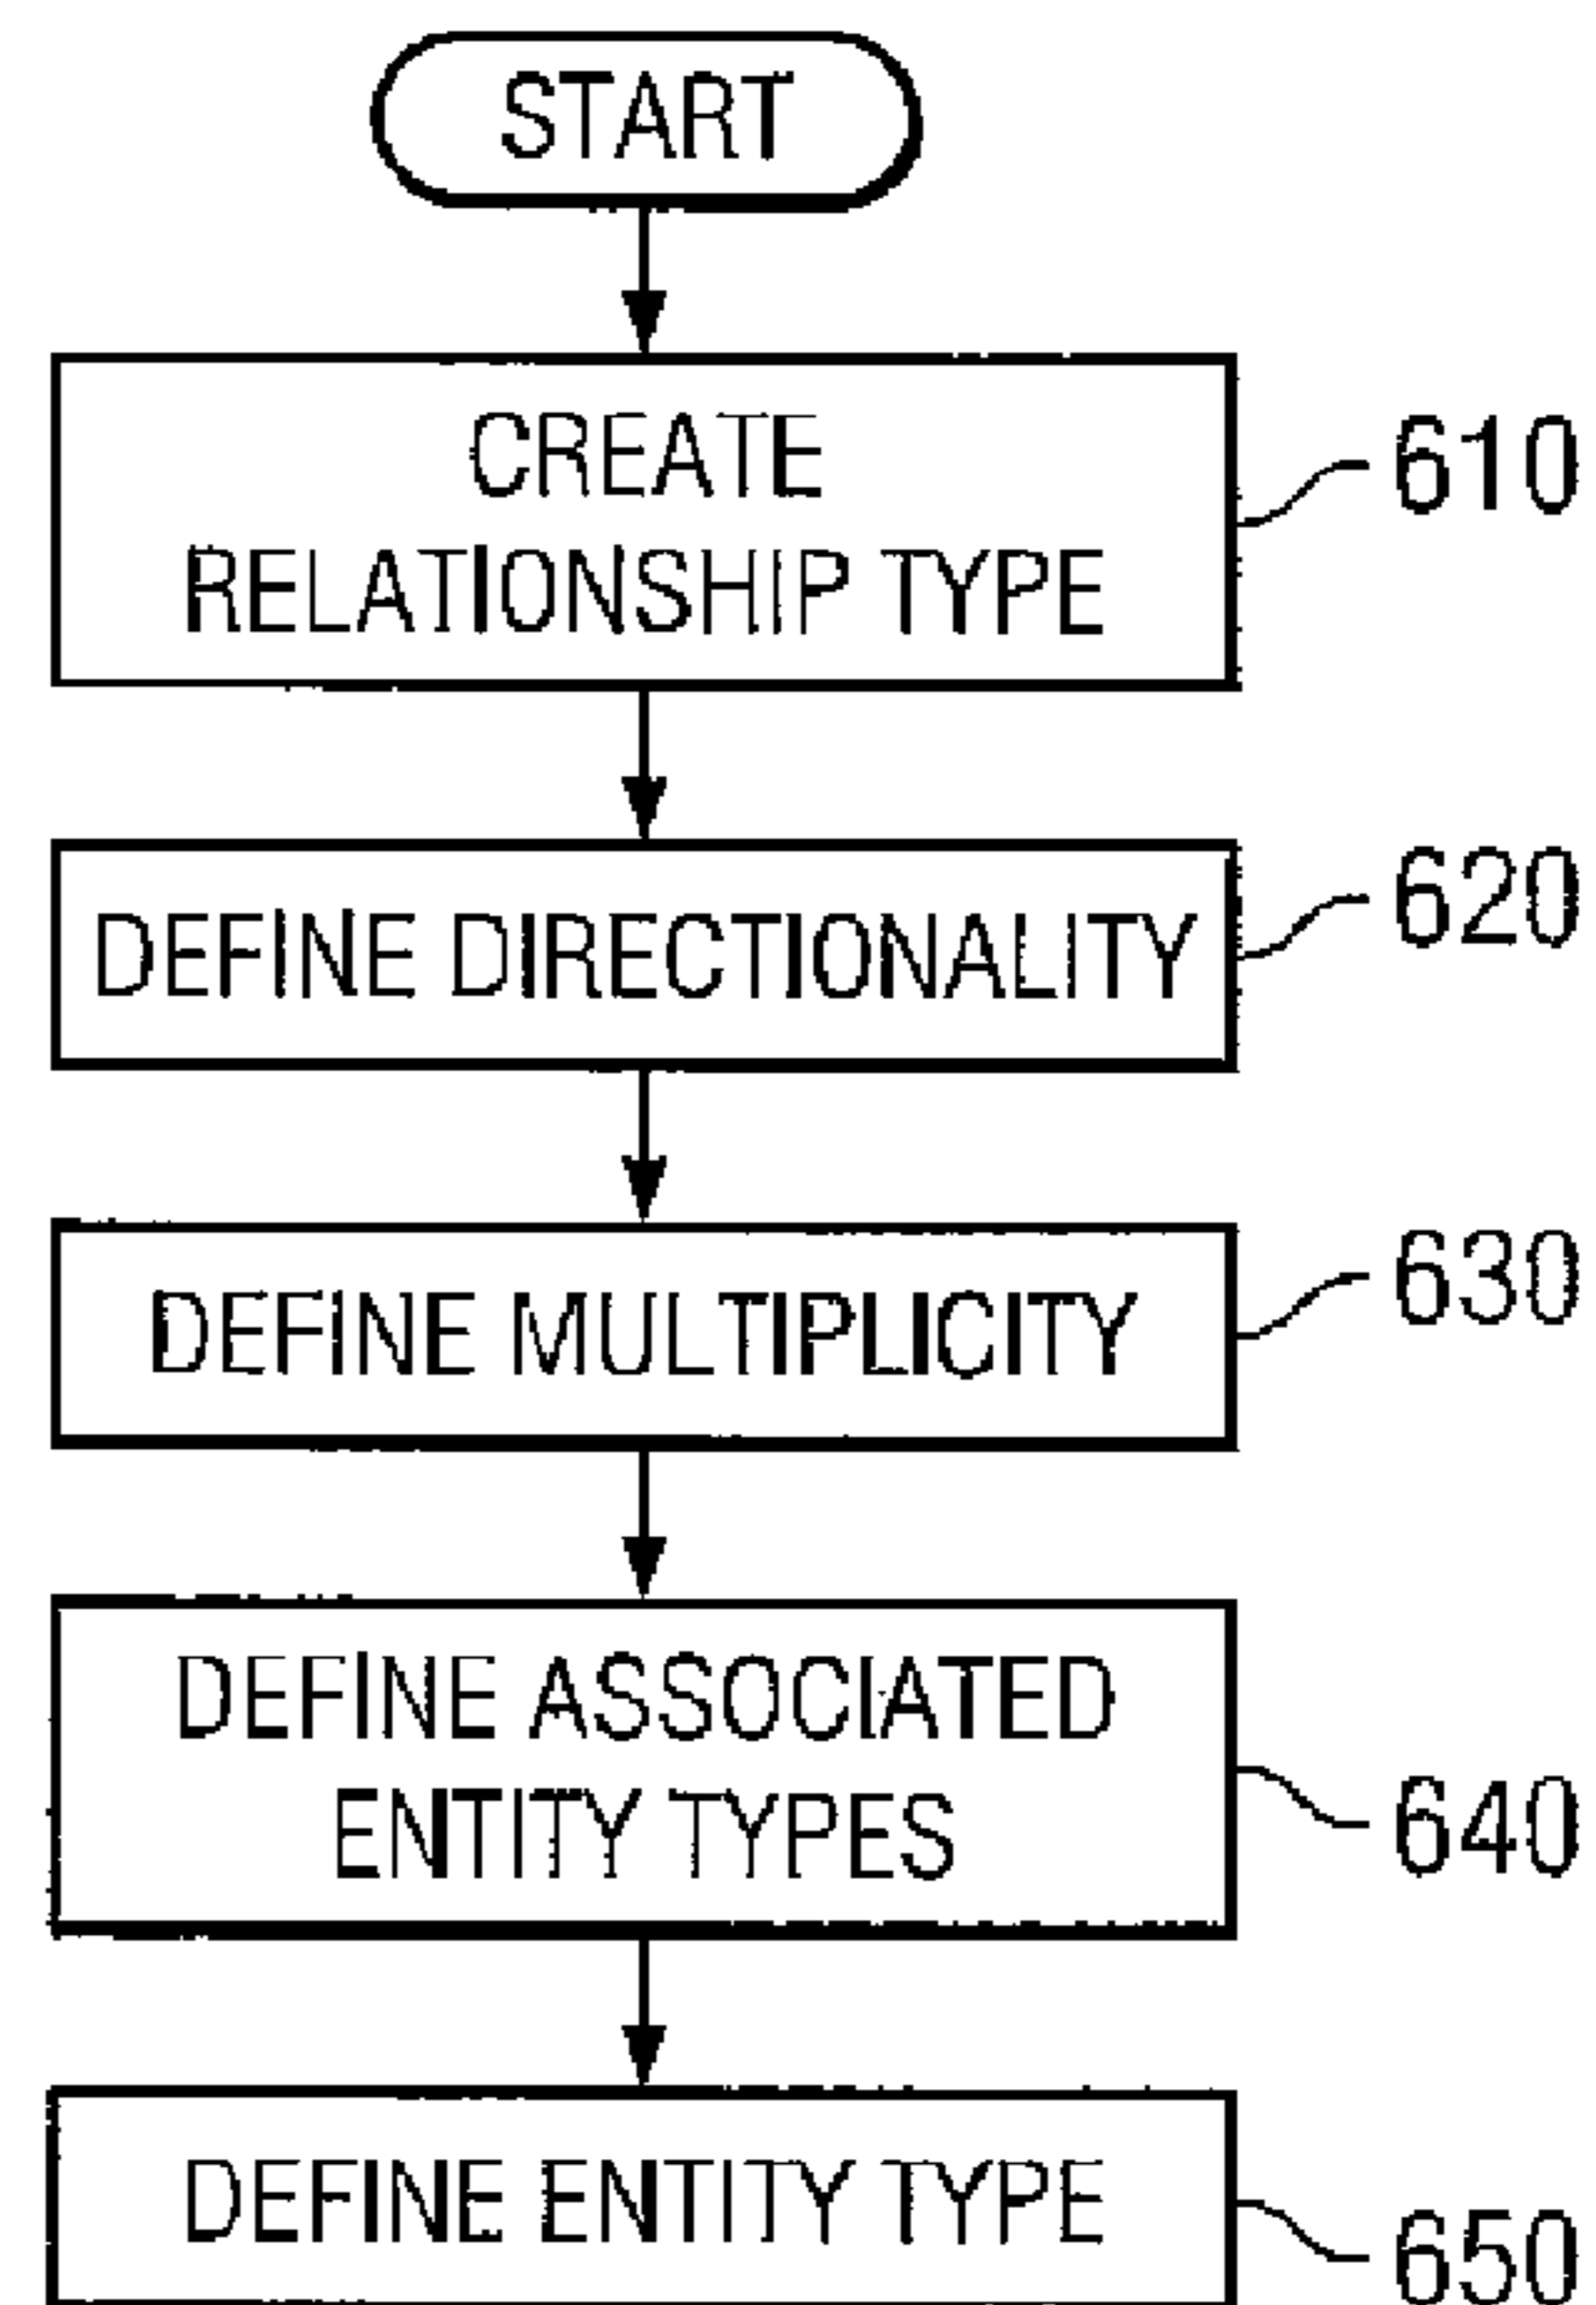 START
CREATE
RELATIONSHIP TYPE
610
DEFINE DIRECTIONALITY
620
DEFINE MULTIPLICITY
630
DEFINE ASSOCIATED
ENTITY TYPES
640
DEFINE ENTITY TYPE
650